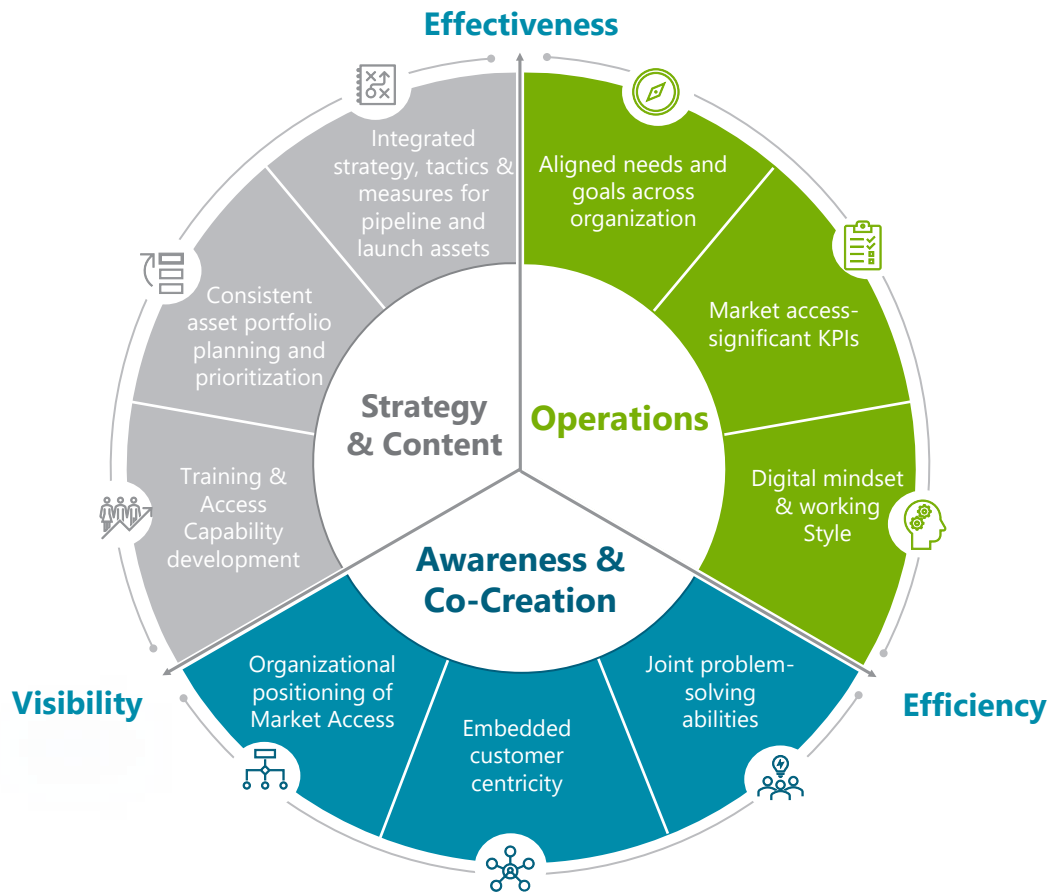 Effectiveness
Integrated
strategy, tactics &
measures for
pipeline and
launch assets
Aligned needs and
goals across
organization
Consistent
asset portfolio
planning and
prioritization
Market access-
significant KPIs
Strategy
& Content
Operations
Training &
Access
Capability
development
Digital mindset
& working
Style
Awareness &
Co-Creation
Organizational
positioning of
Market Access
Embedded
customer
centricity
Joint problem-
solving
abilities
Visibility
Efficiency